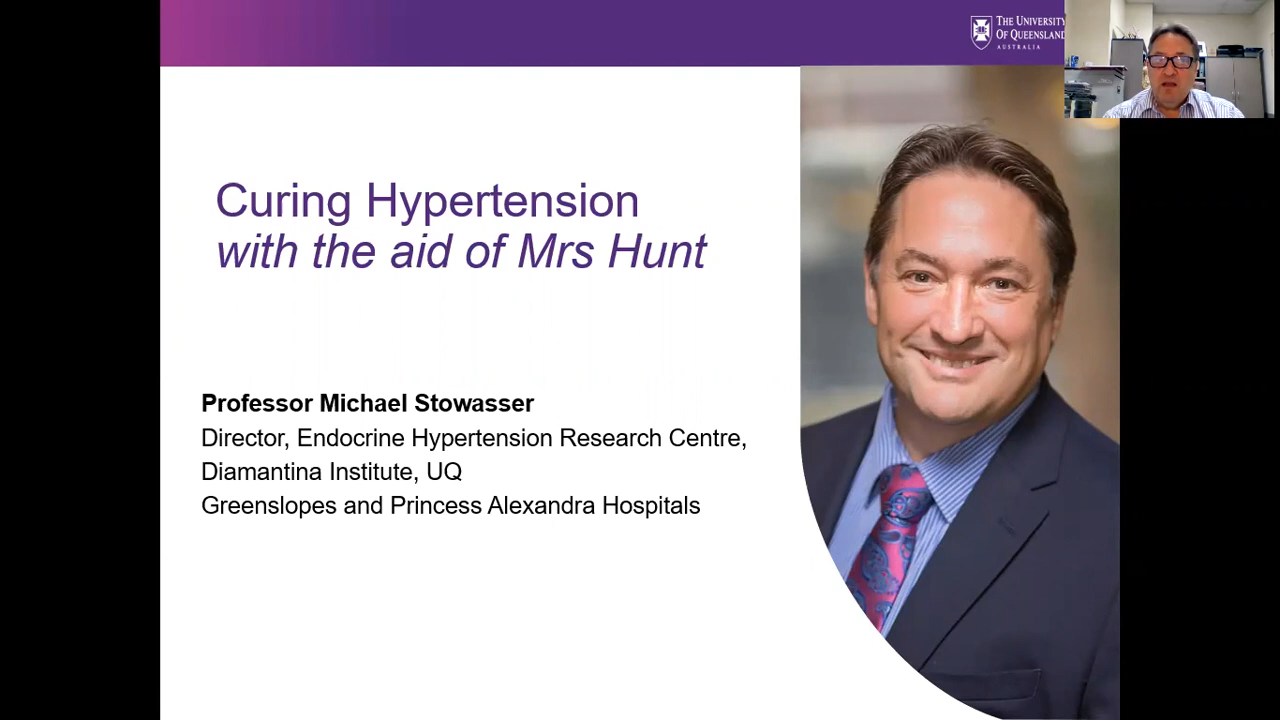 THE UNIVERSITY
OF QUEENSLAND
AUSTRALIA
Curing Hypertension
with the aid of Mrs Hunt
Professor Michael Stowasser
Director, Endocrine Hypertension Research Centre,
Diamantina Institute, UQ
Greenslopes and Princess Alexandra Hospitals